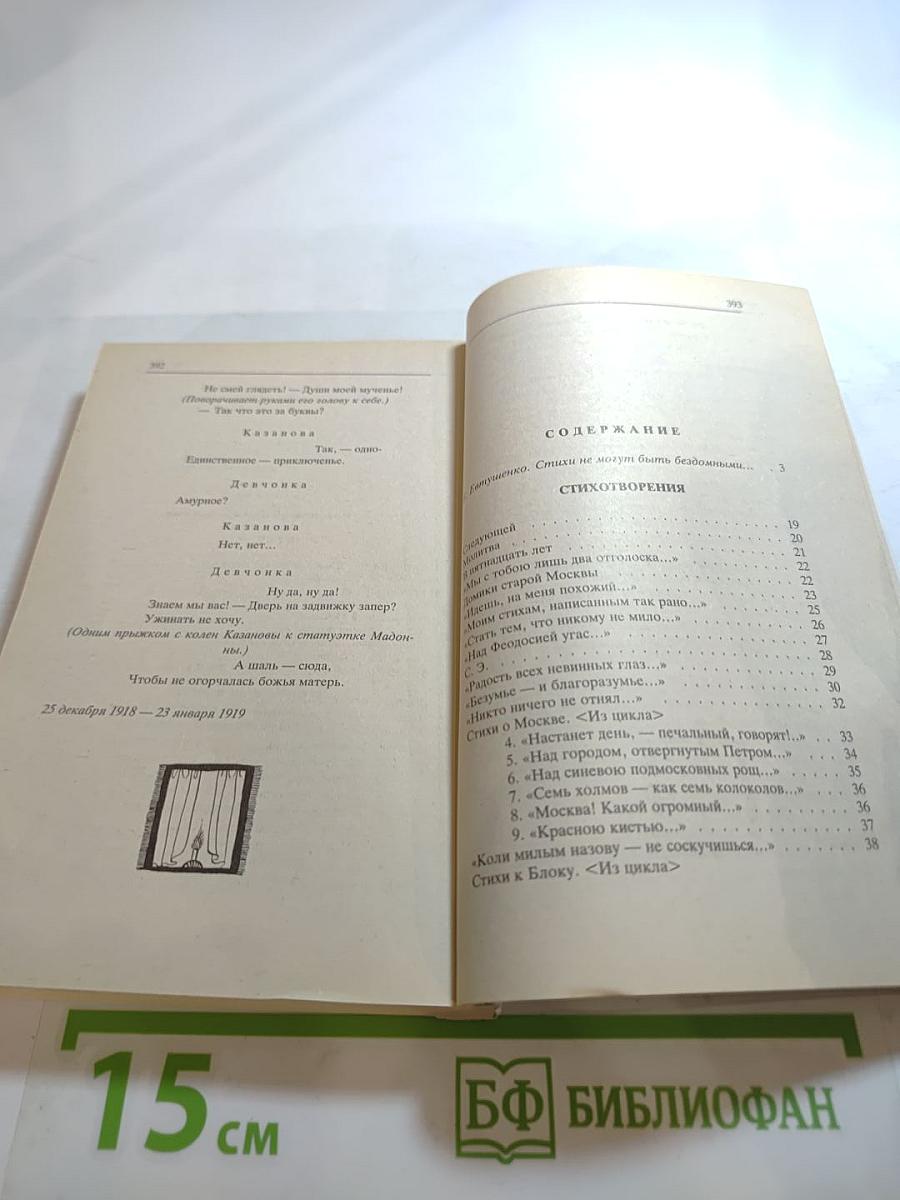 392
Не смей глядеть! — Души моей мученье!
(Поворачивает руками его голову к себе.)
— Так что это за буквы?
Казанова
Так, — одно-
Единственное — приключенье.
Девчонка
Амурное?
Казанова
Нет, нет...
Девчонка
Ну да, ну да!
Знаем мы вас! — Дверь на задвижку запер?
Ужинать не хочу.
(Одним прыжком с колен Казановы к статуэтке Мадон-
ны.)
А шаль — сюда,
Чтобы не огорчалась божья матерь.
25 декабря 1918 — 23 января 1919
393
СОДЕРЖАНИЕ
Евтушенко. Стихи не могут быть бездомными... . 3
СТИХОТВОРЕНИЯ
Следующей . . . . . . . . . . 19
Молитва . . . . . . . . . . 20
В пятнадцать лет . . . . . . . . . . 21
«Мы с тобою лишь два отголоска...» . . . . . 22
Домики старой Москвы . . . . . . . . 22
«Идешь, на меня похожий...» . . . . . . 23
«Моим стихам, написанным так рано...» . . . . 25
«Стать тем, что никому не мило...» . . . . . 26
«Над Феодосией угас...» . . . . . . . 27
С. Э. . . . . . . . . . . 28
«Радость всех невинных глаз...» . . . . . 29
«Безумье — и благоразумье...» . . . . . . 30
«Никто ничего не отнял...» . . . . . . . 32
Стихи о Москве. <Из цикла>
4. «Настанет день, — печальный, говорят!..» . . 33
5. «Над городом, отвергнутым Петром...» . . . 34
6. «Над синевою подмосковных рощ...» . . . . . 35
7. «Семь холмов — как семь колоколов...» . . . 36
8. «Москва! Какой огромный...» . . . . . . . 36
9. «Красною кистью...» . . . . . . . . . . 37
«Коли милым назову — не соскучишься...» . . . . . . . 38
Стихи к Блоку. <Из цикла>
15 см
БФ БИБЛИОФАН